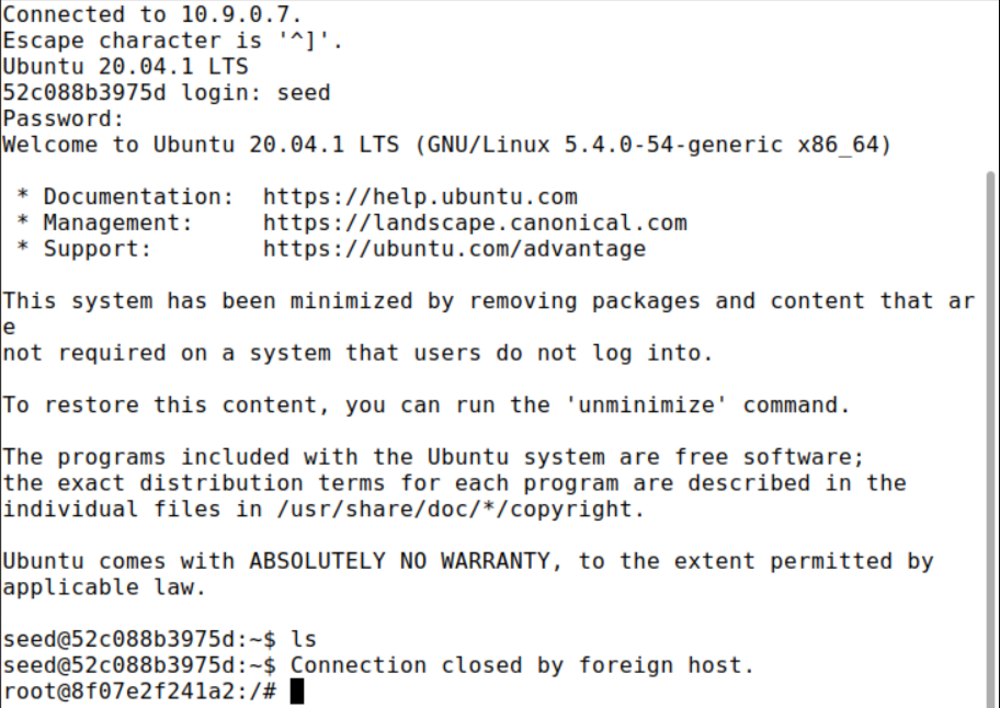 Connected to 10.9.0.7.
Escape character is '^]'.
Ubuntu 20.04.1 LTS
52c088b3975d login: seed
Password:
Welcome to Ubuntu 20.04.1 LTS (GNU/Linux 5.4.0-54-generic x86_64)
 * Documentation:  https://help.ubuntu.com
 * Management:     https://landscape.canonical.com
 * Support:        https://ubuntu.com/advantage
This system has been minimized by removing packages and content that ar
e
not required on a system that users do not log into.
To restore this content, you can run the 'unminimize' command.
The programs included with the Ubuntu system are free software;
the exact distribution terms for each program are described in the
individual files in /usr/share/doc/*/copyright.
Ubuntu comes with ABSOLUTELY NO WARRANTY, to the extent permitted by
applicable law.
seed@52c088b3975d:~$ ls
seed@52c088b3975d:~$ Connection closed by foreign host.
root@8f07e2f241a2:/#